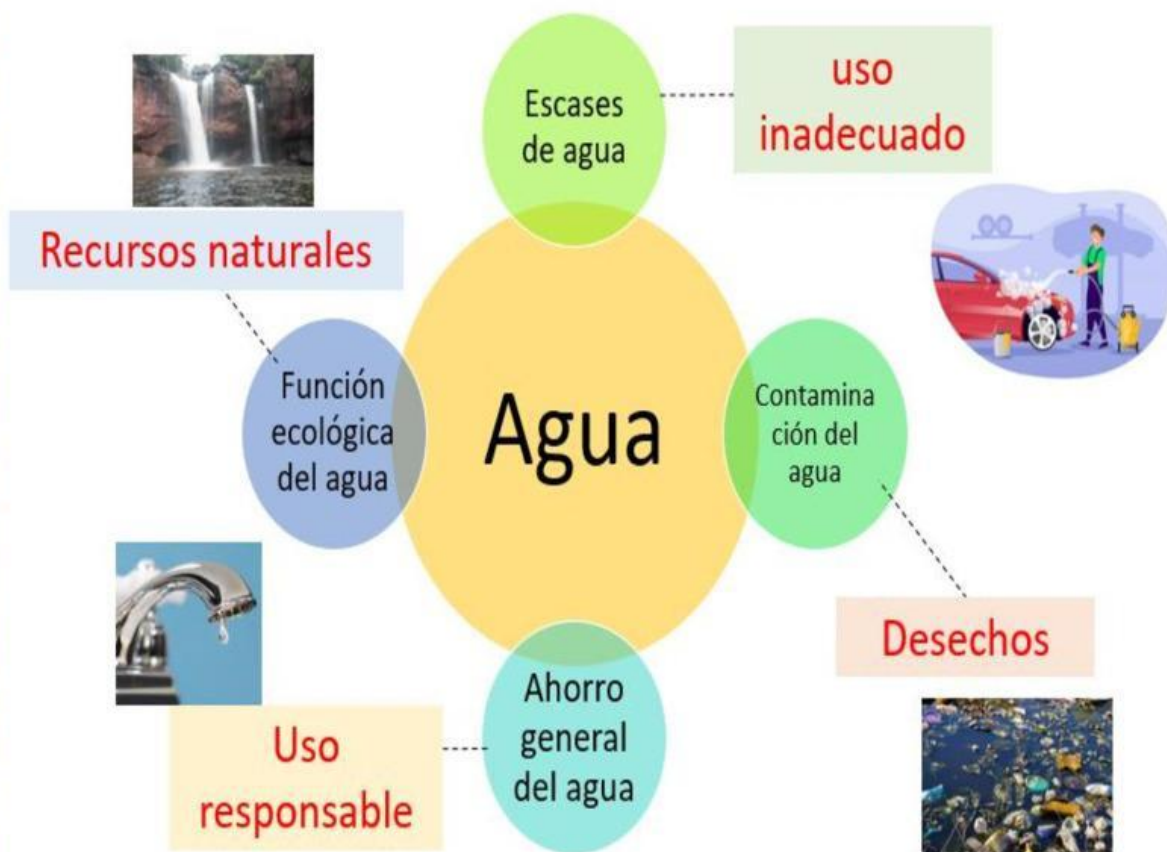 Escases
de agua
uso
inadecuado
Recursos naturales
Función
ecológica
del agua
Agua
Contamina
ción del
agua
Desechos
Ahorro
general
del agua
Uso
responsable